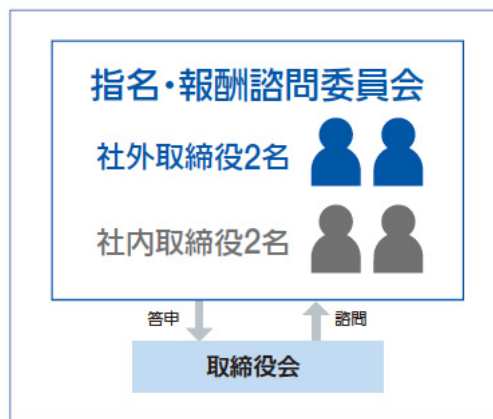 指名・報酬諮問委員会
社外取締役2名
社内取締役2名
答申
諮問
取締役会